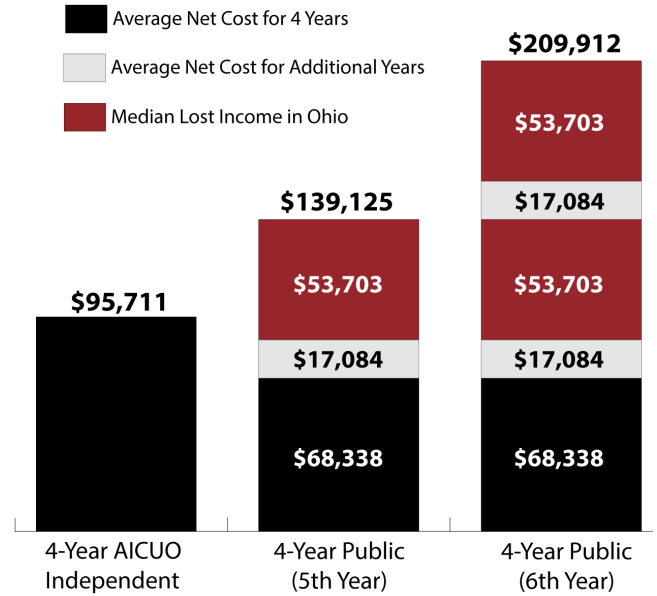 Average Net Cost for 4 Years
Average Net Cost for Additional Years
Median Lost Income in Ohio
$209,912
$53,703
$17,084
$139,125
$53,703
$53,703
$95,711
$17,084
$17,084
$68,338
$68,338
4-Year AICUO
Independent
4-Year Public
(5th Year)
4-Year Public
(6th Year)